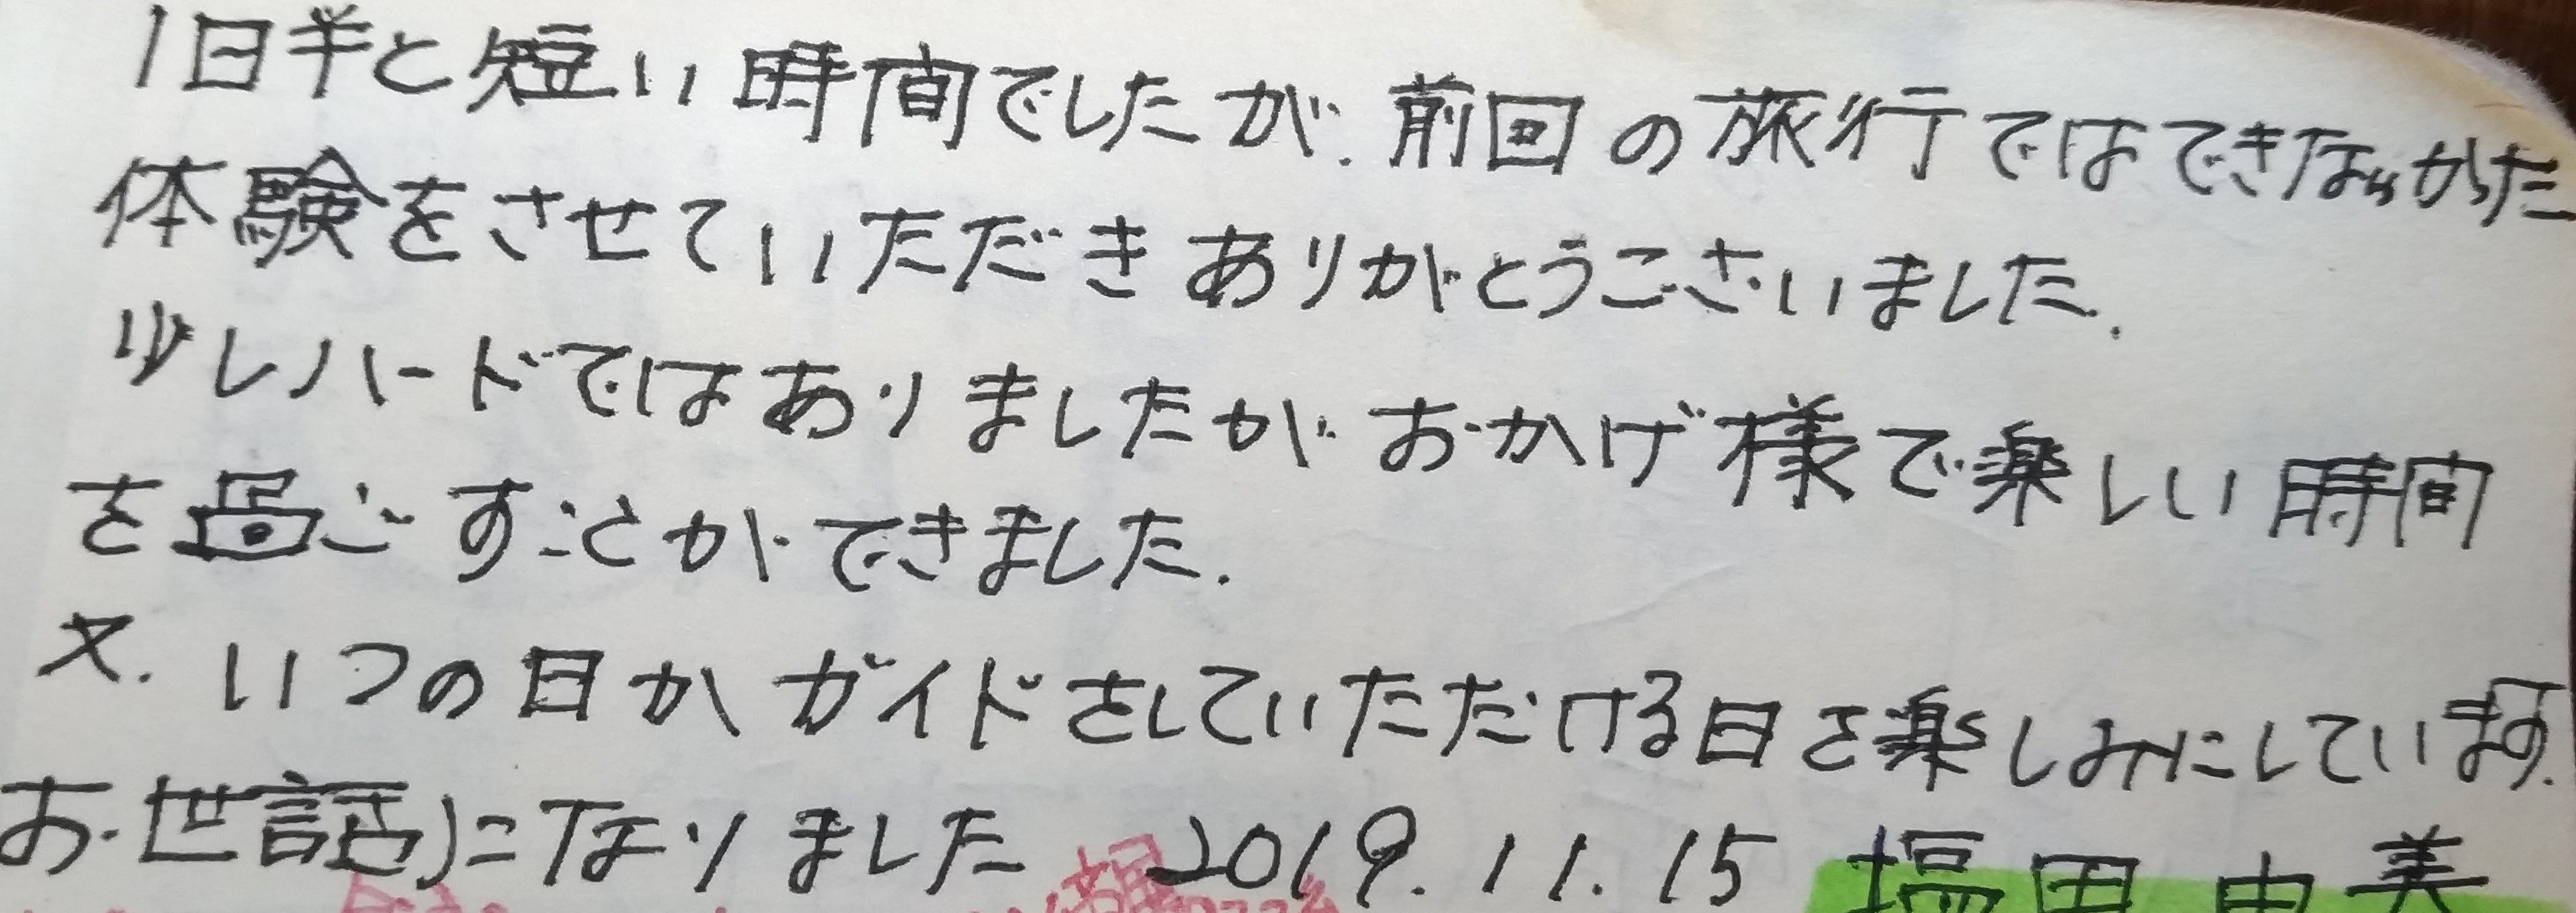 1日半と短い時間でしたが、前回の旅行ではできなかった
体験をさせていただきありがとうございました。
少しハードではありましたがおかげ様で楽しい時間
を過ごすことができました。
又、いつの日かガイドをしていただける日を楽しみにしています。
お世話になりました 2019.11.15 塩田由美